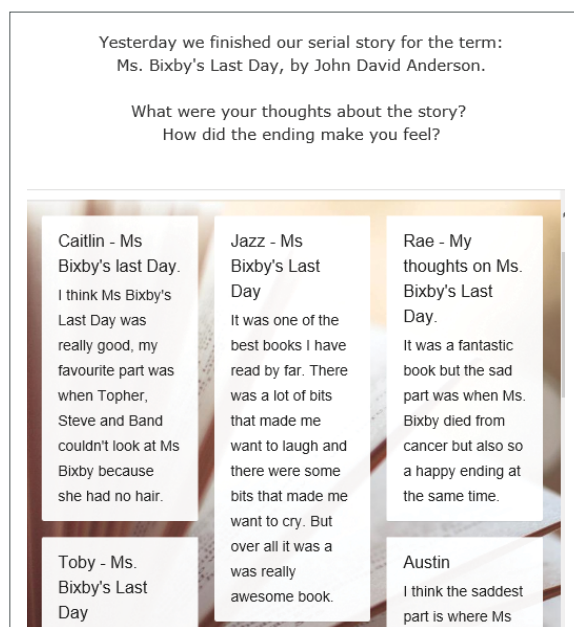 Yesterday we finished our serial story for the term:
Ms. Bixby's Last Day, by John David Anderson.
What were your thoughts about the story?
How did the ending make you feel?
Caitlin - Ms
Bixby's last Day.
I think Ms Bixby's
Last Day was
really good, my
favourite part was
when Topher,
Steve and Band
couldn't look at Ms
Bixby because
she had no hair.
Toby - Ms.
Bixby's Last
Day
Jazz - Ms
Bixby's Last
Day
It was one of the
best books I have
read by far. There
was a lot of bits
that made me
want to laugh and
there were some
bits that made me
want to cry. But
over all it was a
was really
awesome book.
Rae - My
thoughts on Ms.
Bixby's Last
Day.
It was a fantastic
book but the sad
part was when Ms.
Bixby died from
cancer but also so
a happy ending at
the same time.
Austin
I think the saddest
part is where Ms